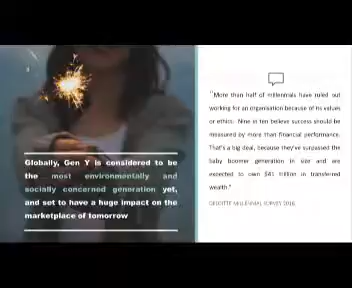 Globally, Gen Y is considered to be
the most environmentally and
socially concerned generation yet,
and set to have a huge impact on the
marketplace of tomorrow
"More than half of millennials have ruled out
working for an organisation because of its values
or ethics. Nine in ten believe success should be
measured by more than financial performance.
That's a big deal, because they've surpassed the
baby boomer generation in size and are
expected to own $41 million in transferred
wealth."
DELOITTE MILLENNIAL SURVEY 2016